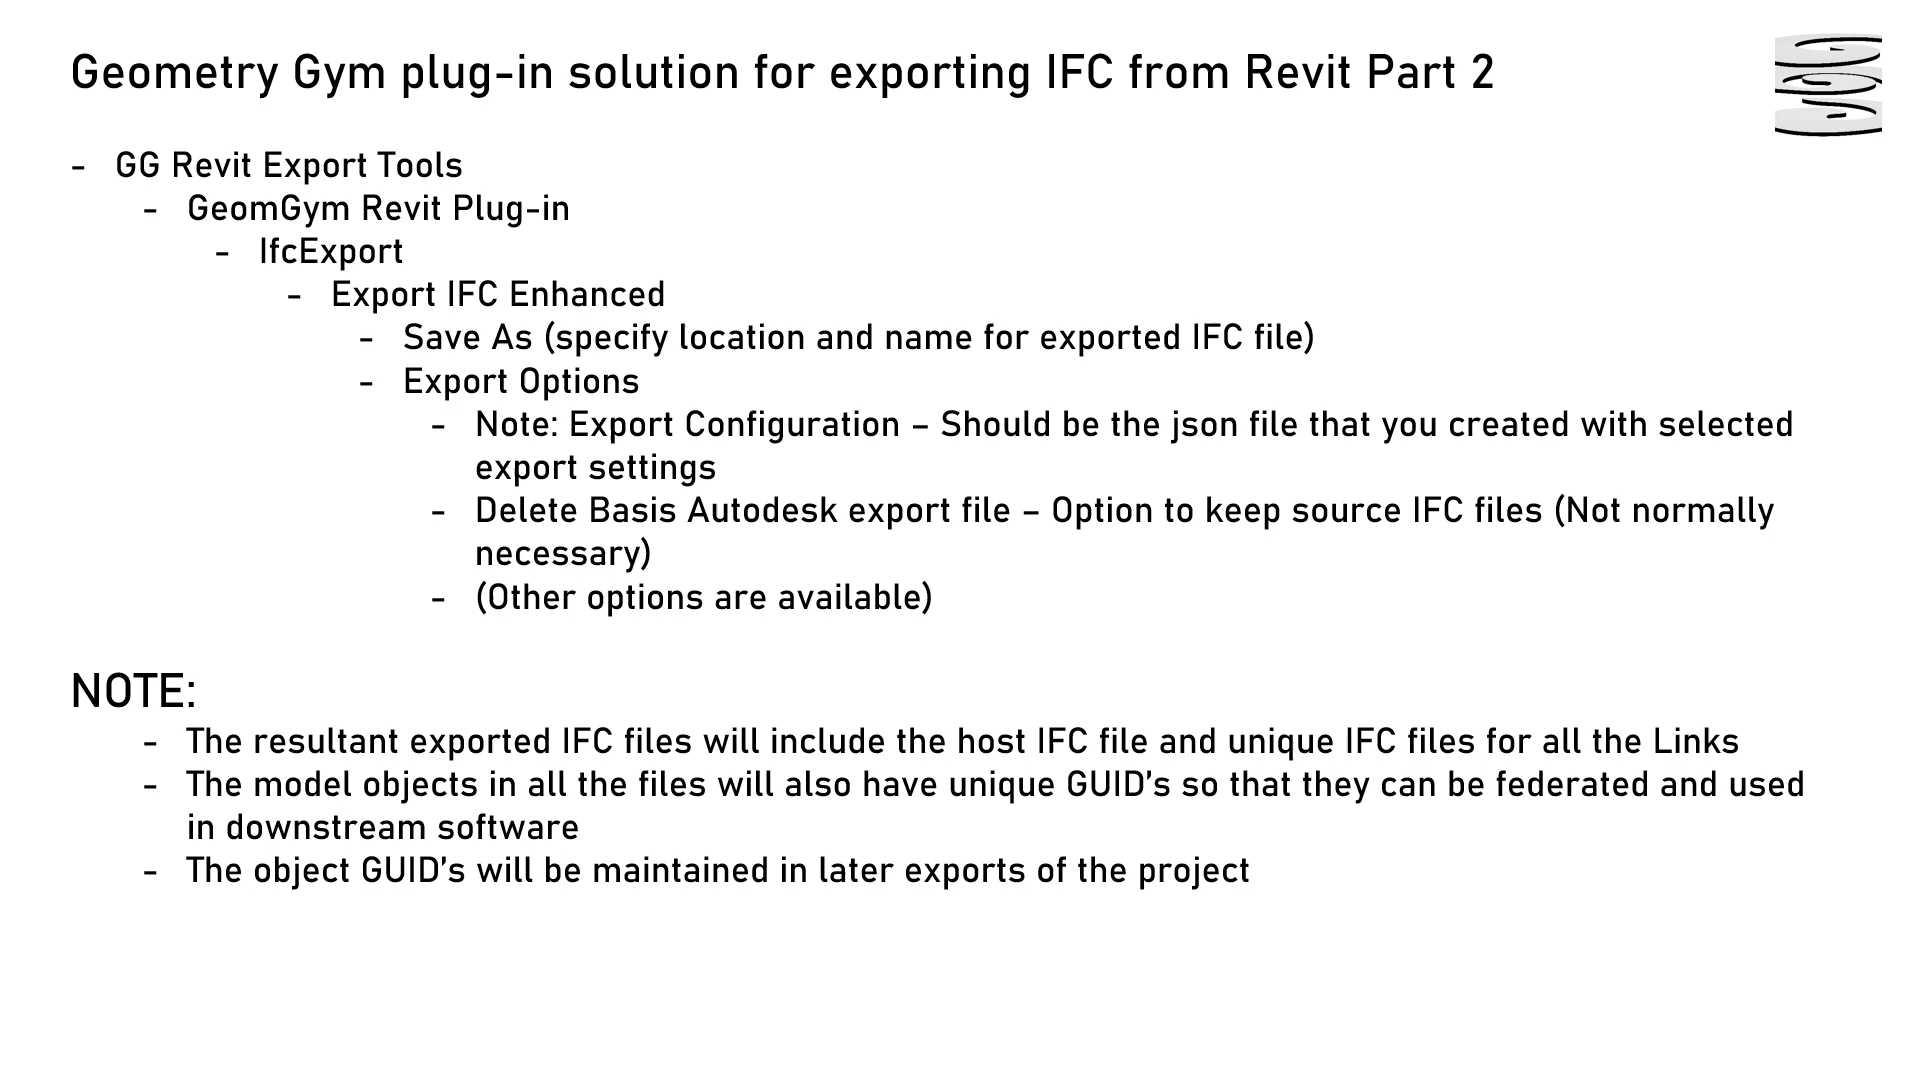 Geometry Gym plug-in solution for exporting IFC from Revit Part 2
- GG Revit Export Tools
- GeomGym Revit Plug-in
- IfcExport
- Export IFC Enhanced
- Save As (specify location and name for exported IFC file)
- Export Options
- Note: Export Configuration – Should be the json file that you created with selected
export settings
- Delete Basis Autodesk export file – Option to keep source IFC files (Not normally
necessary)
- (Other options are available)
NOTE:
- The resultant exported IFC files will include the host IFC file and unique IFC files for all the Links
- The model objects in all the files will also have unique GUID’s so that they can be federated and used
in downstream software
- The object GUID’s will be maintained in later exports of the project